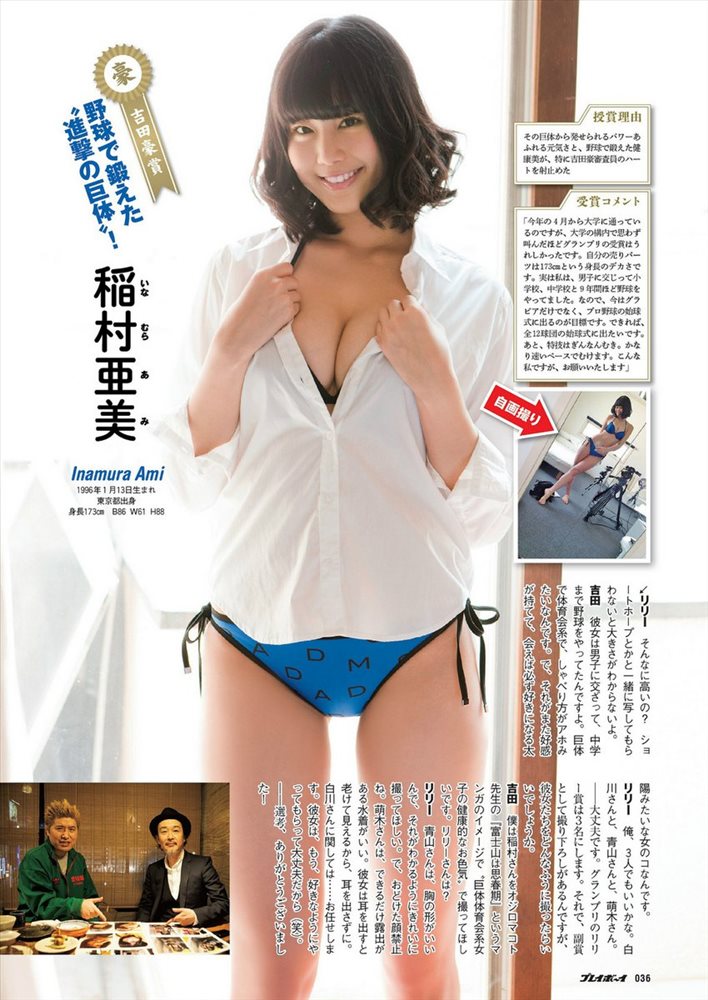 豪
吉田豪賞
野球で鍛えた
“進撃の巨体”!
いな むら あ み
稲村亜美
Inamura Ami
1996年1月13日生まれ
東京都出身
身長173㎝ B86 W61 H88
授賞理由
その巨体から発せられるパワーあ
ふれる元気さと、野球で鍛えた健
康美が、特に吉田豪審査員のハー
トを射止めた
受賞コメント
「今年の4月から大学に通ってい
るのですが、大学の構内で思わず
叫んだほどグランプリの受賞はう
れしかったです。自分の売りパー
ツは173㎝という身長のデカさで
す。実は私は、男子に交じって小
学校、中学校と9年間ほど野球を
やってました。なので、今はグラ
ビアだけでなく、プロ野球の始球
式に出るのが目標です。できれば、
全12球団の始球式に出たいです。
あと、特技はぎんなんむき。かな
り速いペースでむけます。こんな
私ですが、お願いいたします」
自画撮り
ADMO
DAD
リリー そんなに高いの? ショ
ートホープとかと一緒に写してもら
わないと大きさがわからないよ。
吉田 彼女は男子に交ざって、中学
まで野球をやってたんですよ。巨体
で体育会系で、しゃべり方がアホみ
たいなんです。で、それがまた好感
が持てて、会えば必ず好きになる太
陽みたいな女のコなんです。
リリー 俺、3人でもいいかな。白
川さんと、青山さんと、萌木さん。
――大丈夫です。グランプリのリリ
ー賞は3名にします。それで、副賞
として撮り下ろしがあるんですが、
彼女たちをどんなふうに撮ったらい
いでしょうか。
吉田 僕は稲村さんをオジロマコト
先生の『富士山は思春期』というマ
ンガのイメージで、“巨体体育会系女
子の健康的なお色気”で撮ってほし
いです。リリーさんは?
リリー 青山さんは、胸の形がいい
んで、それがわかるようにきれいに
撮ってほしい。で、おどけた顔禁止
ね。萌木さんは、できるだけ露出が
ある水着がいい。彼女は耳を出すと
老けて見えるから、耳を出さずに。
白川さんに関しては……お任せしま
す。彼女は、もう、好きなようにや
ってもらって大丈夫だから(笑)。
――選考、ありがとうございまし
た!
プレイボーイ 036